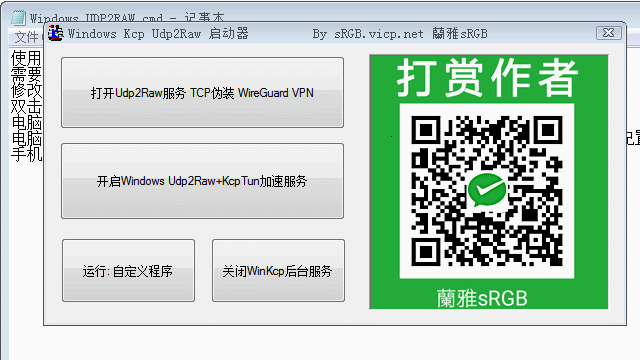 Windows UDP2RAW.cmd - 记事本
文件
Windows Kcp Udp2Raw 启动器 By sRGB.vicp.net 蘭雅sRGB
使用
需要
修改
双击
电脑
电脑
手机
打开Udp2Raw服务 TCP伪装 WireGuard VPN
开启Windows Udp2Raw+KcpTun加速服务
运行: 自定义程序
关闭WinKcp后台服务
打赏作者
蘭雅sRGB